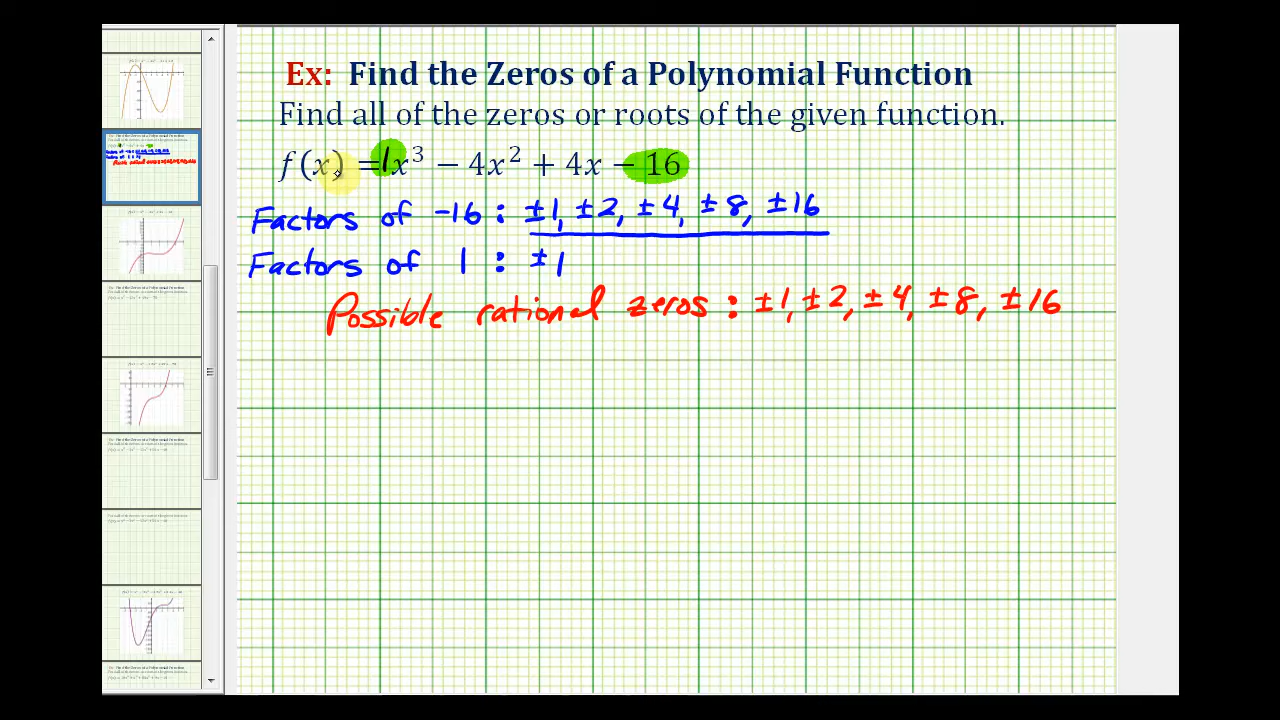 Ex: Find the Zeros of a Polynomial Function
Find all of the zeros or roots of the given function.
f(x) = 1x³ − 4x² + 4x − 16
Factors of -16 : ±1, ±2, ±4, ±8, ±16
Factors of 1 : ±1
Possible rational zeros : ±1, ±2, ±4, ±8, ±16